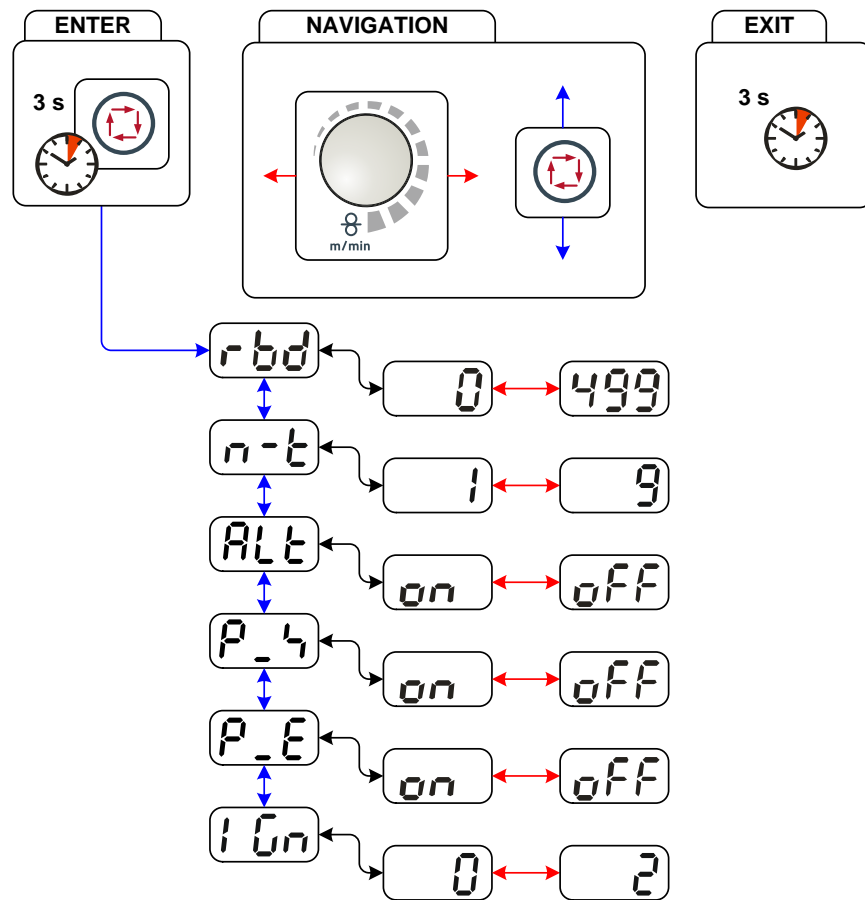 ENTER NAVIGATION EXIT
3 s 3 s
m/min
rbd
0 499
n-t
1 9
ALt
on oFF
P_4
on oFF
P_E
on oFF
IGn
0 2